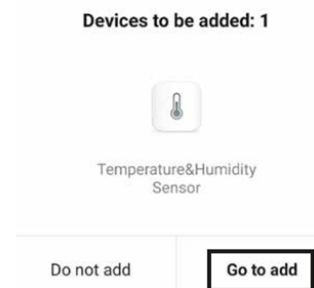 Devices to be added: 1
Temperature&Humidity
Sensor
Do not add
Go to add